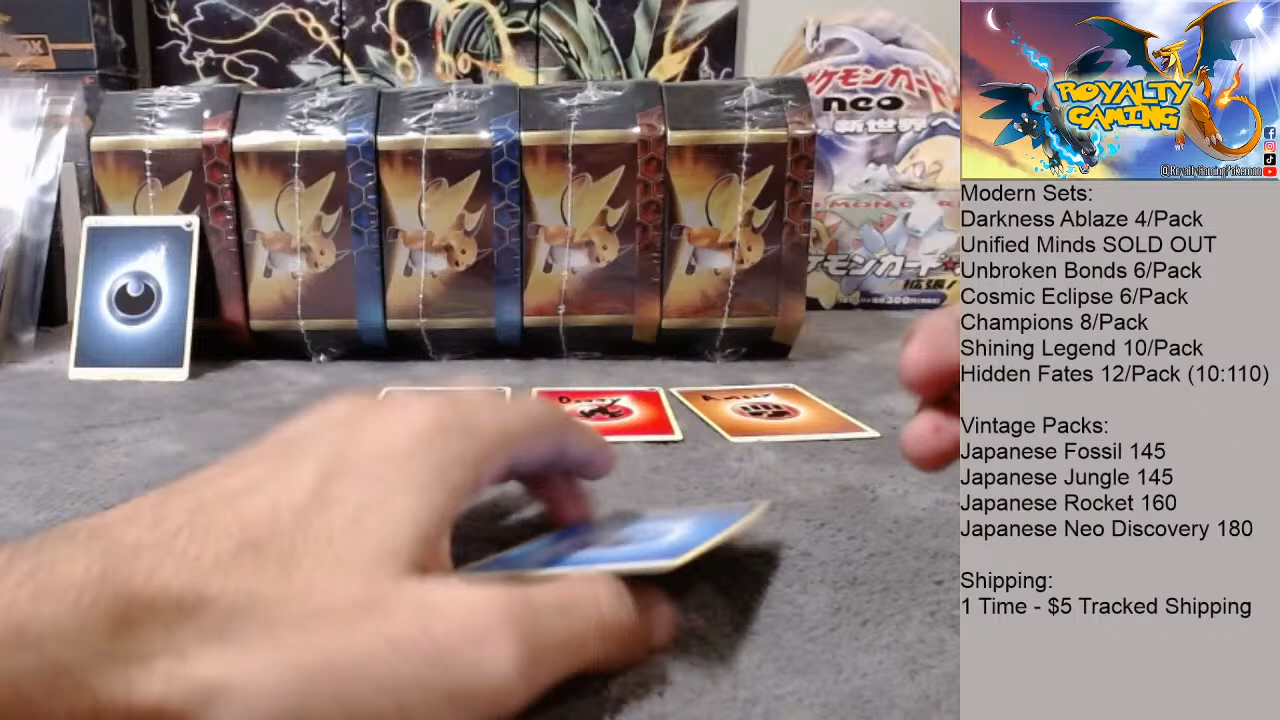 neo
ROYALTY
GAMING
@RoyaltyGamingPokemon
Modern Sets:
Darkness Ablaze 4/Pack
Unified Minds SOLD OUT
Unbroken Bonds 6/Pack
Cosmic Eclipse 6/Pack
Champions 8/Pack
Shining Legend 10/Pack
Hidden Fates 12/Pack (10:110)
Vintage Packs:
Japanese Fossil 145
Japanese Jungle 145
Japanese Rocket 160
Japanese Neo Discovery 180
Shipping:
1 Time - $5 Tracked Shipping